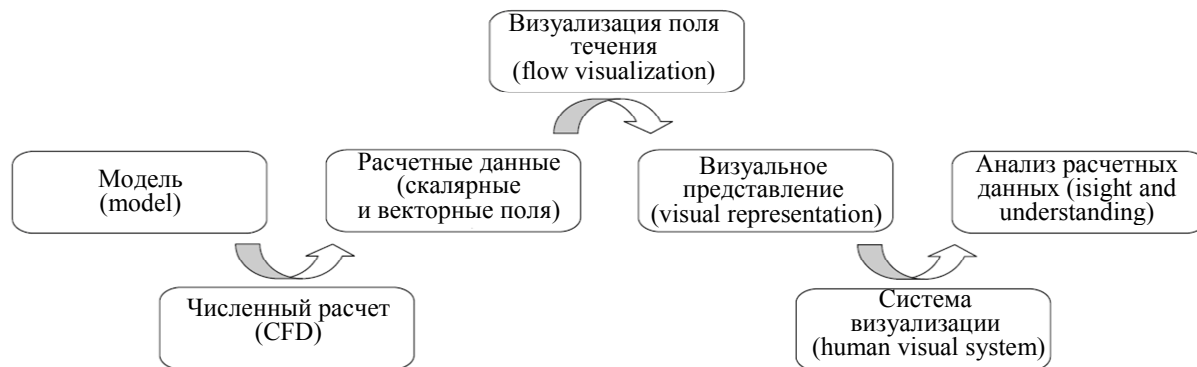 Визуализация поля
течения
(flow visualization)
Модель
(model)
Расчетные данные
(скалярные
и векторные поля)
Визуальное
представление
(visual representation)
Анализ расчетных
данных (isight and
understanding)
Численный расчет
(CFD)
Система
визуализации
(human visual system)